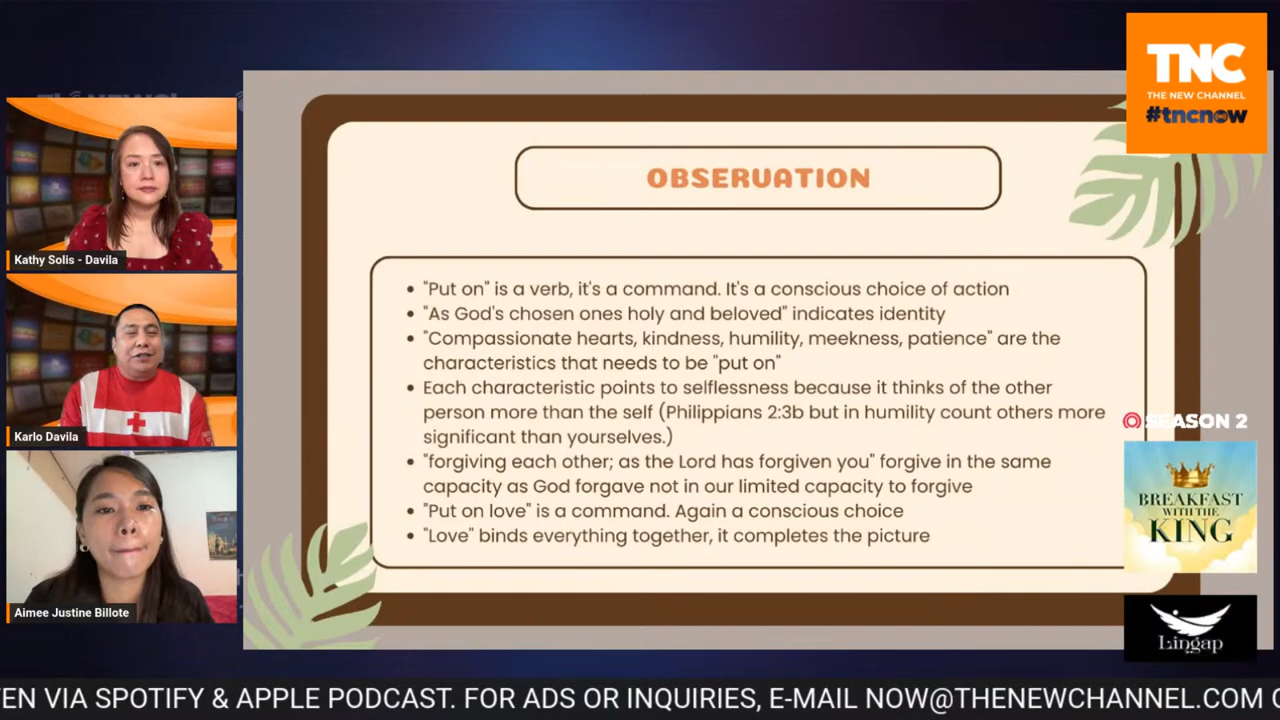 TNC
THE NEW CHANNEL
#tncnow
OBSERVATION
"Put on" is a verb, it's a command. It's a conscious choice of action
"As God's chosen ones holy and beloved" indicates identity
"Compassionate hearts, kindness, humility, meekness, patience" are the
characteristics that needs to be "put on"
Each characteristic points to selflessness because it thinks of the other
person more than the self (Philippians 2:3b but in humility count others more
significant than yourselves.)
"forgiving each other; as the Lord has forgiven you" forgive in the same
capacity as God forgave not in our limited capacity to forgive
"Put on love" is a command. Again a conscious choice
"Love" binds everything together, it completes the picture
Kathy Solis - Davila
Karlo Davila
Aimee Justine Billote
SEASON 2
BREAKFAST
WITH THE
KING
Lingap
EN VIA SPOTIFY & APPLE PODCAST. FOR ADS OR INQUIRIES, E-MAIL NOW@THENEWCHANNEL.COM